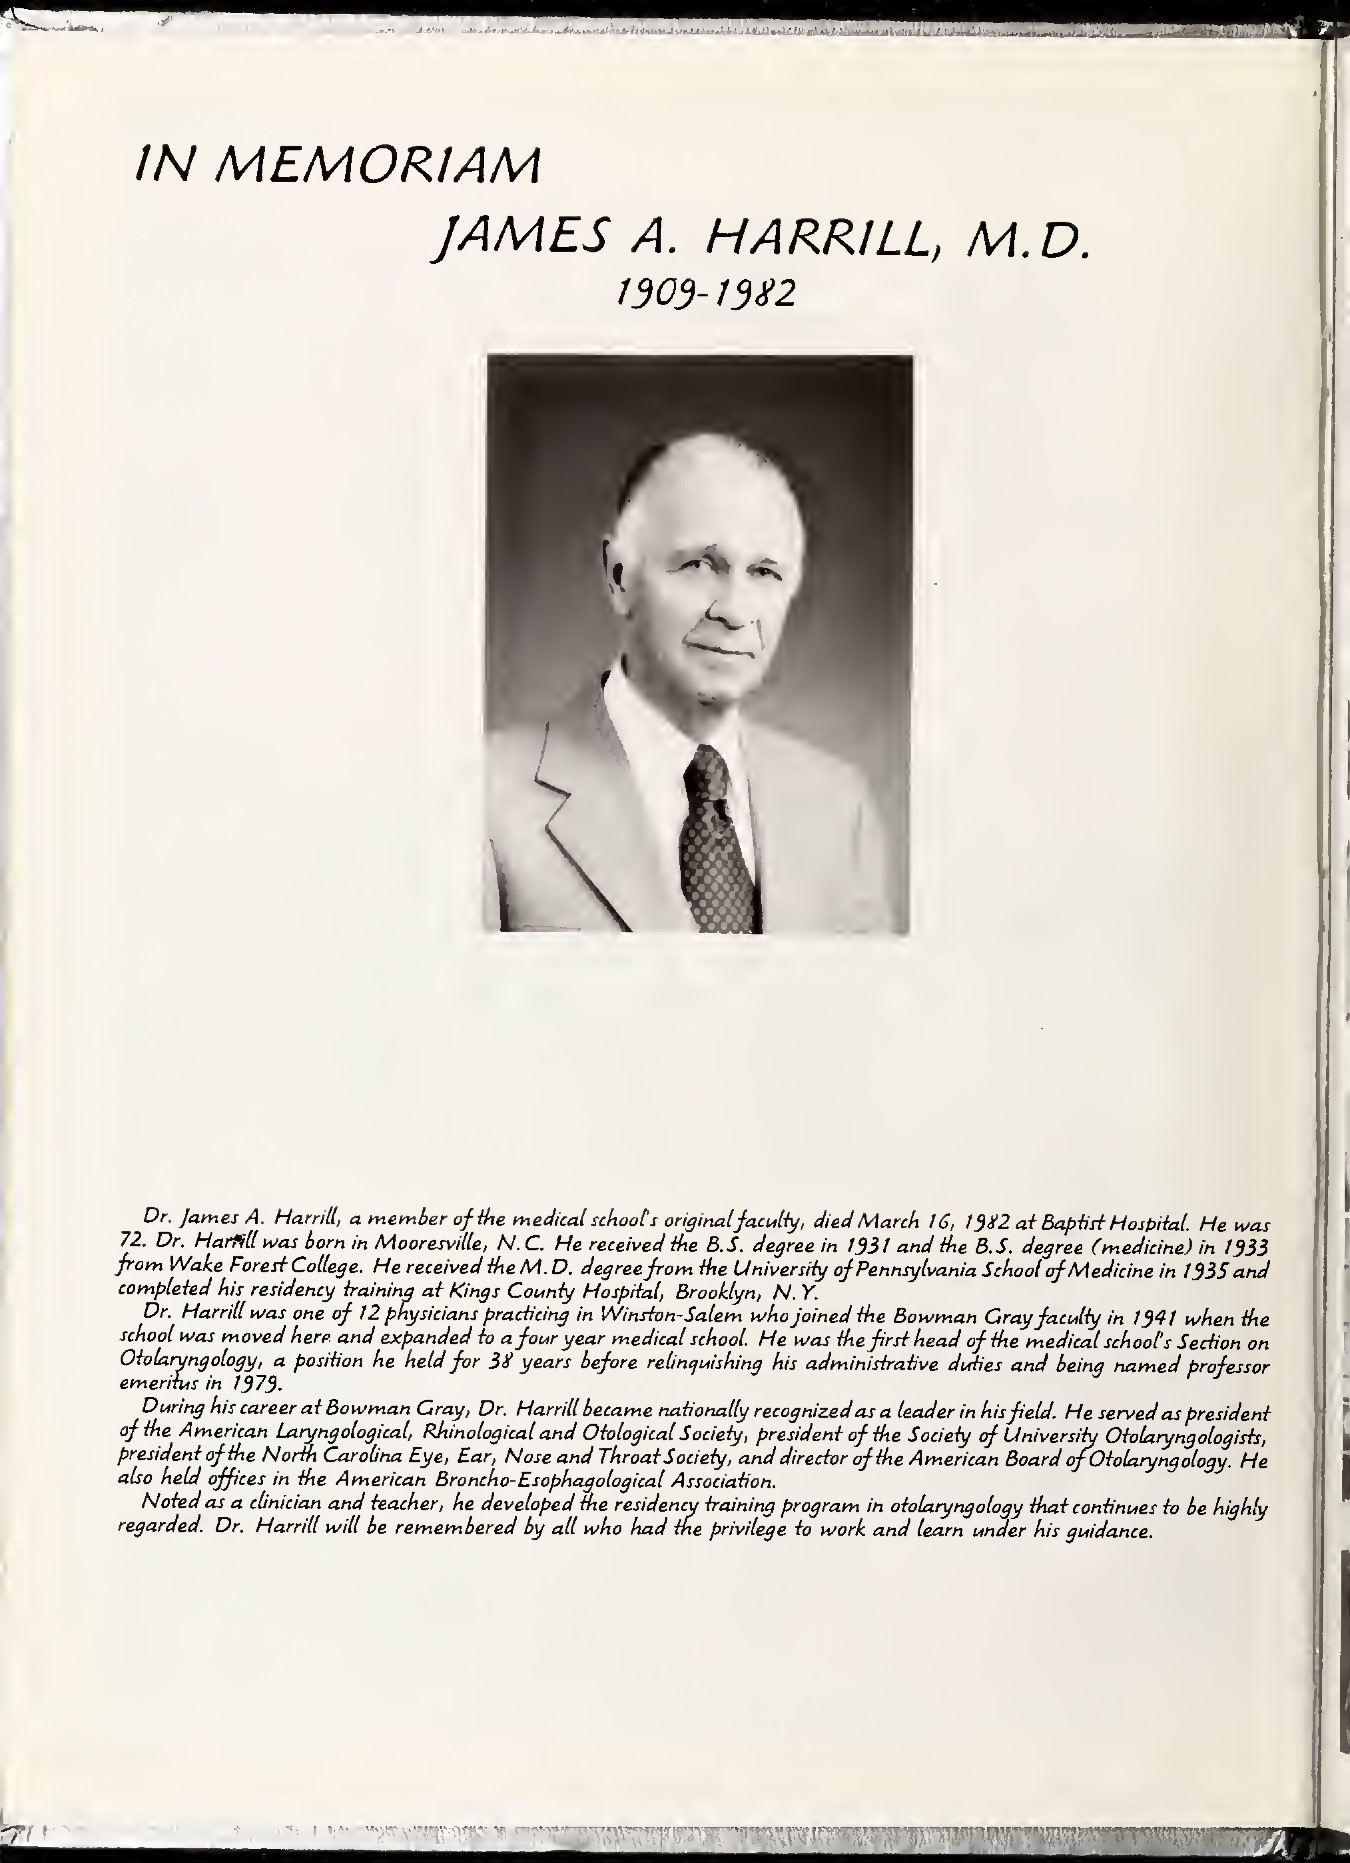 IN MEMORIAM
JAMES A. HARRILL, M.D.
1909-1982
Dr. James A. Harrill, a member of the medical school's original faculty, died March 16, 1982 at Baptist Hospital. He was
72. Dr. Harrill was born in Mooresville, N.C. He received the B.S. degree in 1931 and the B.S. degree (medicine) in 1933
from Wake Forest College. He received the M.D. degree from the University of Pennsylvania School of Medicine in 1935 and
completed his residency training at Kings County Hospital, Brooklyn, N.Y.
Dr. Harrill was one of 12 physicians practicing in Winston-Salem who joined the Bowman Gray faculty in 1941 when the
school was moved here and expanded to a four year medical school. He was the first head of the medical school's Section on
Otolaryngology, a position he held for 38 years before relinquishing his administrative duties and being named professor
emeritus in 1979.
During his career at Bowman Gray, Dr. Harrill became nationally recognized as a leader in his field. He served as president
of the American Laryngological, Rhinological and Otological Society, president of the Society of University Otolaryngologists,
president of the North Carolina Eye, Ear, Nose and Throat Society, and director of the American Board of Otolaryngology. He
also held offices in the American Broncho-Esophagological Association.
Noted as a clinician and teacher, he developed the residency training program in otolaryngology that continues to be highly
regarded. Dr. Harrill will be remembered by all who had the privilege to work and learn under his guidance.